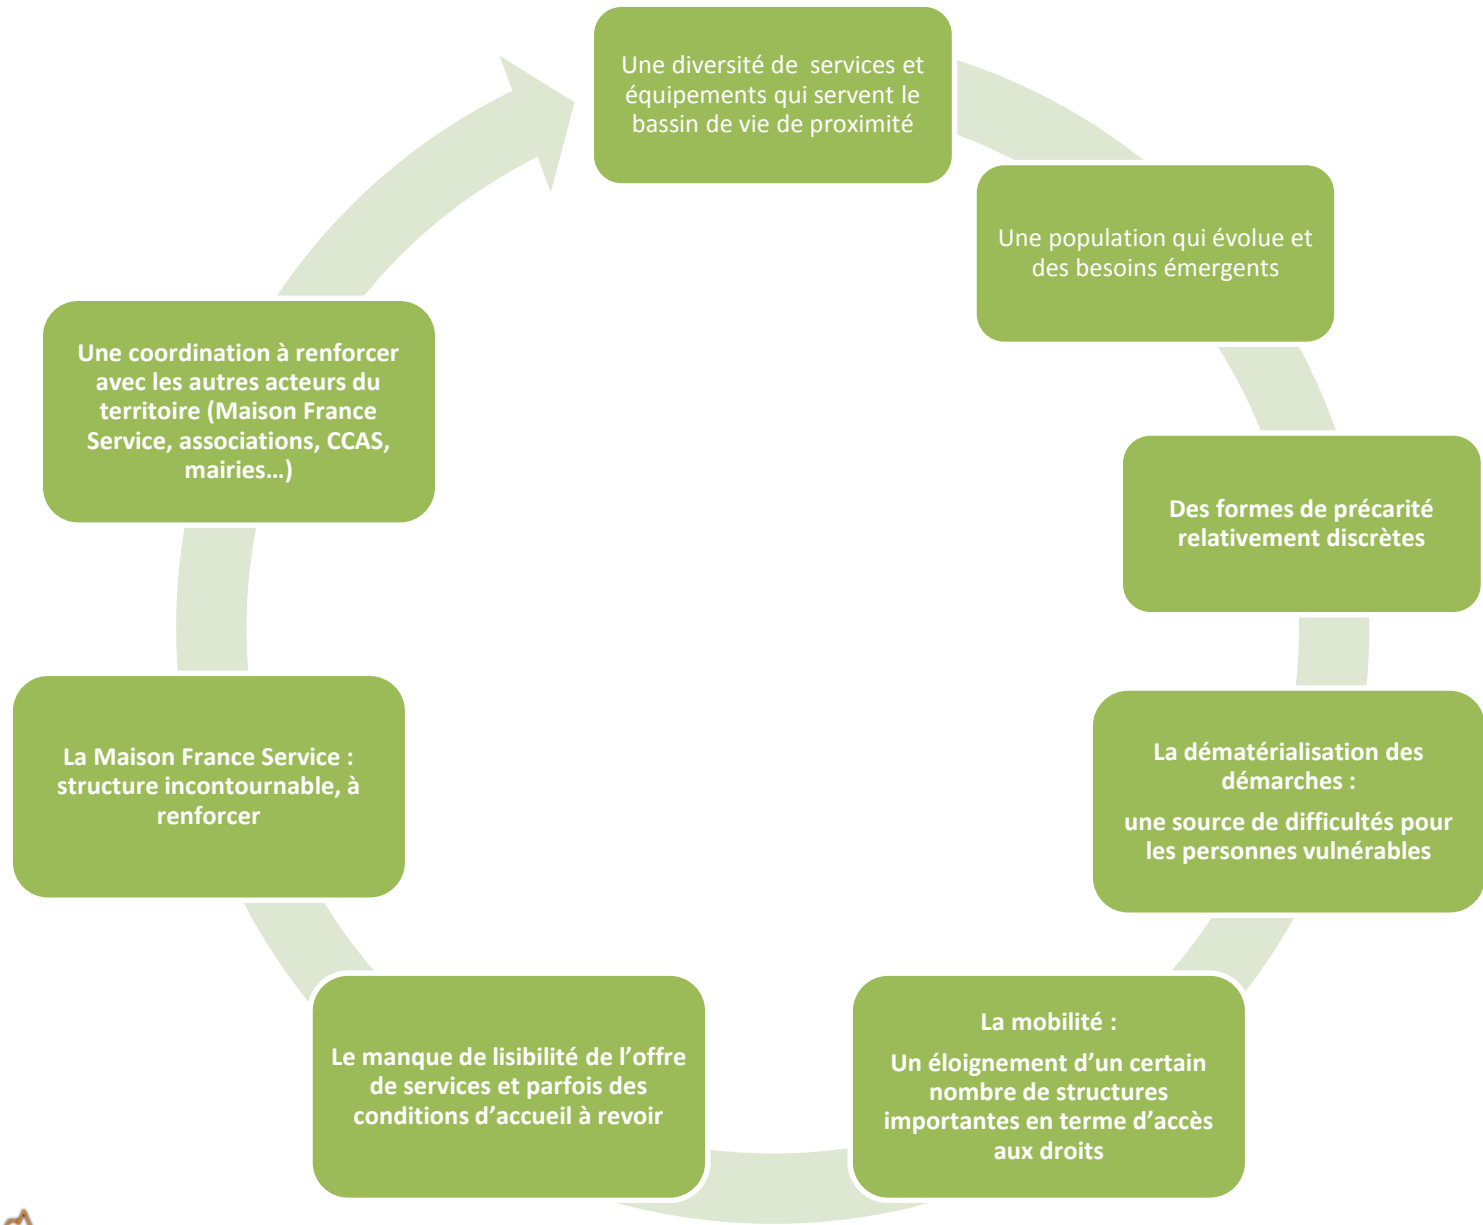 Une diversité de services et
équipements qui servent le
bassin de vie de proximité
Une population qui évolue et
des besoins émergents
Des formes de précarité
relativement discrètes
La dématérialisation des
démarches :
une source de difficultés pour
les personnes vulnérables
La mobilité :
Un éloignement d’un certain
nombre de structures
importantes en terme d’accès
aux droits
Le manque de lisibilité de l’offre
de services et parfois des
conditions d’accueil à revoir
La Maison France Service :
structure incontournable, à
renforcer
Une coordination à renforcer
avec les autres acteurs du
territoire (Maison France
Service, associations, CCAS,
mairies…)